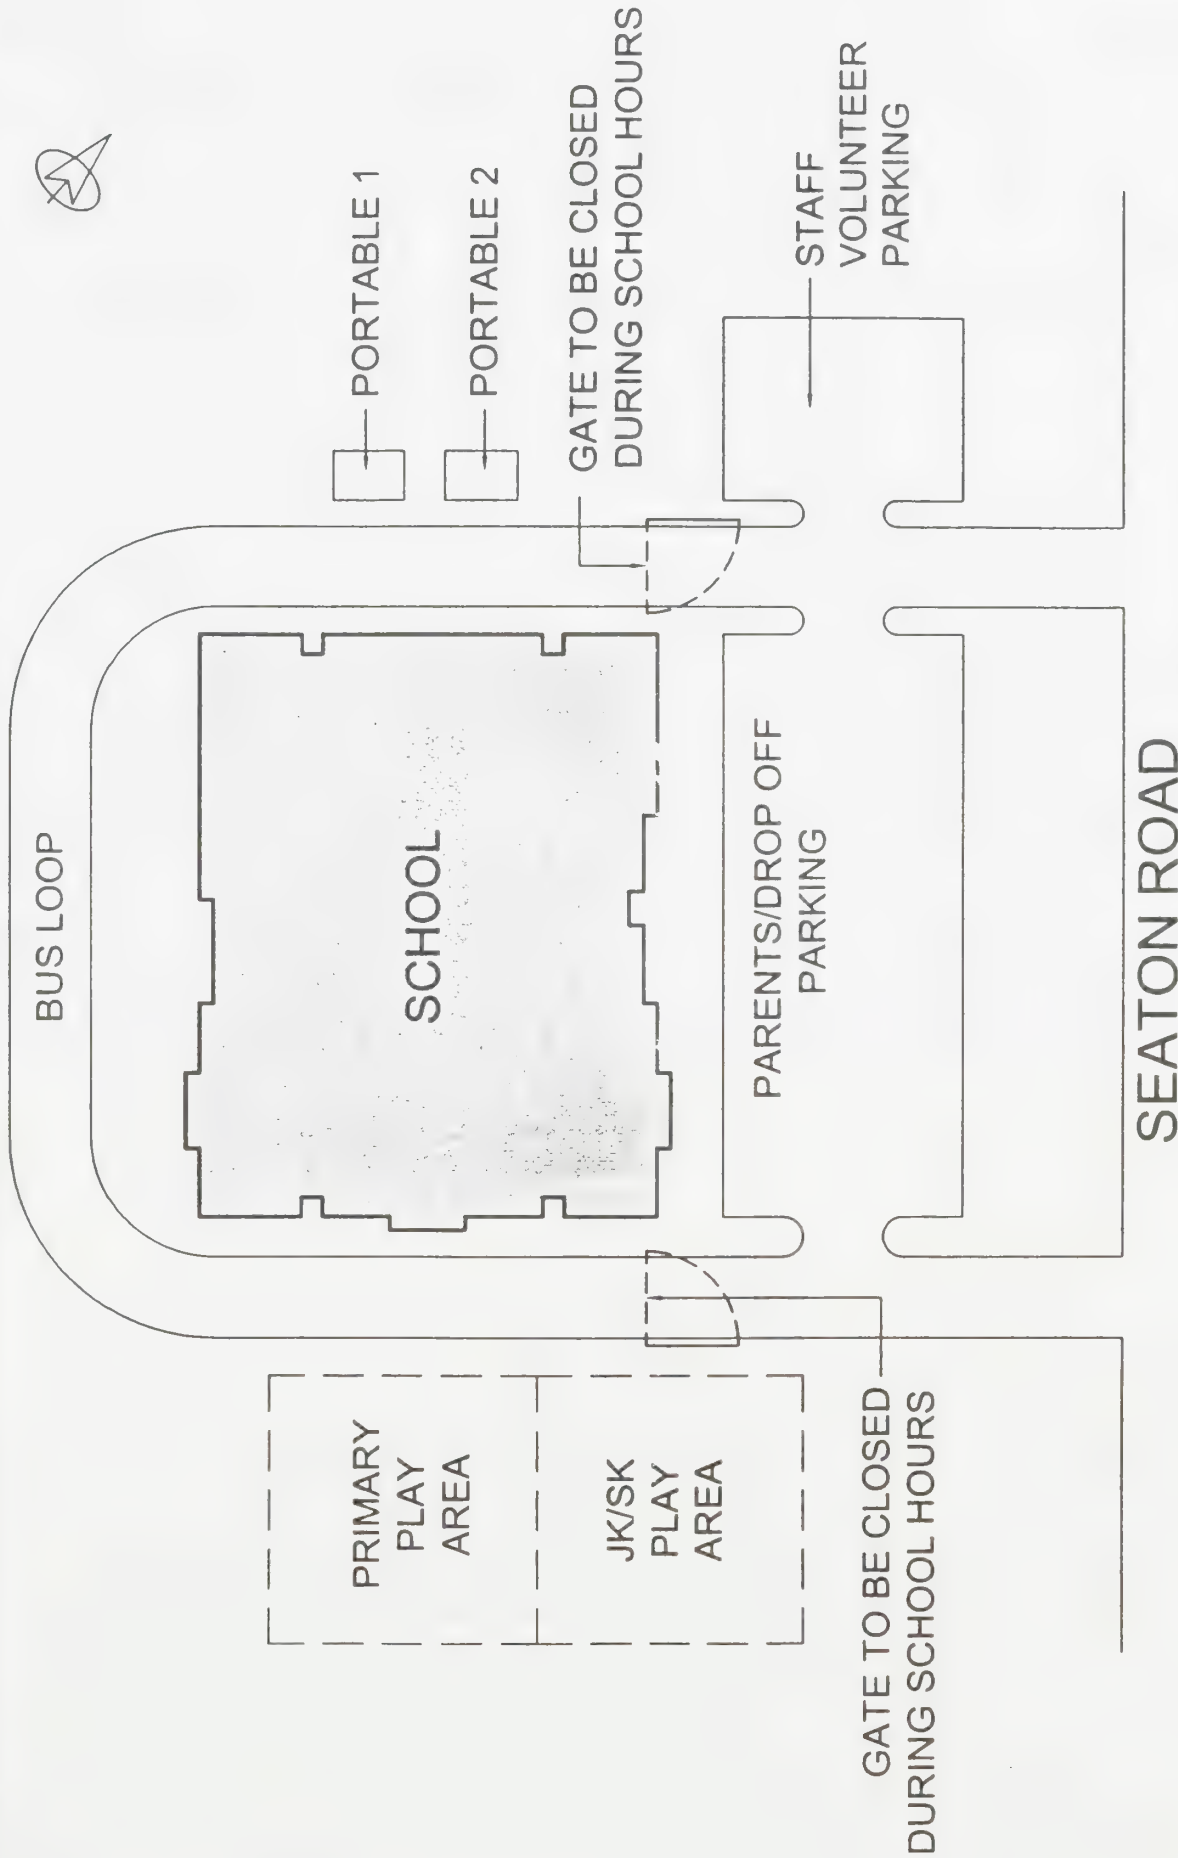 BUS LOOP
PORTABLE 1
PORTABLE 2
SCHOOL
PRIMARY
PLAY
AREA
JK/SK
PLAY
AREA
GATE TO BE CLOSED
DURING SCHOOL HOURS
PARENTS/DROP OFF
PARKING
STAFF
VOLUNTEER
PARKING
GATE TO BE CLOSED
DURING SCHOOL HOURS
SEATON ROAD